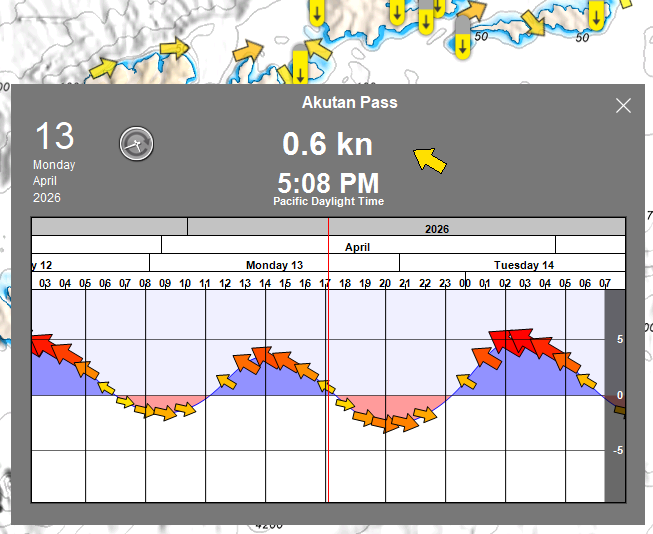 50
50
Akutan Pass
13
Monday
April
2026
0.6 kn
5:08 PM
Pacific Daylight Time
2026
April
y 12
Monday 13
Tuesday 14
03 04 05 06 07 08 09 10 11 12 13 14 15 16 17 18 19 20 21 22 23 00 01 02 03 04 05 06 07
5
0
-5
4200